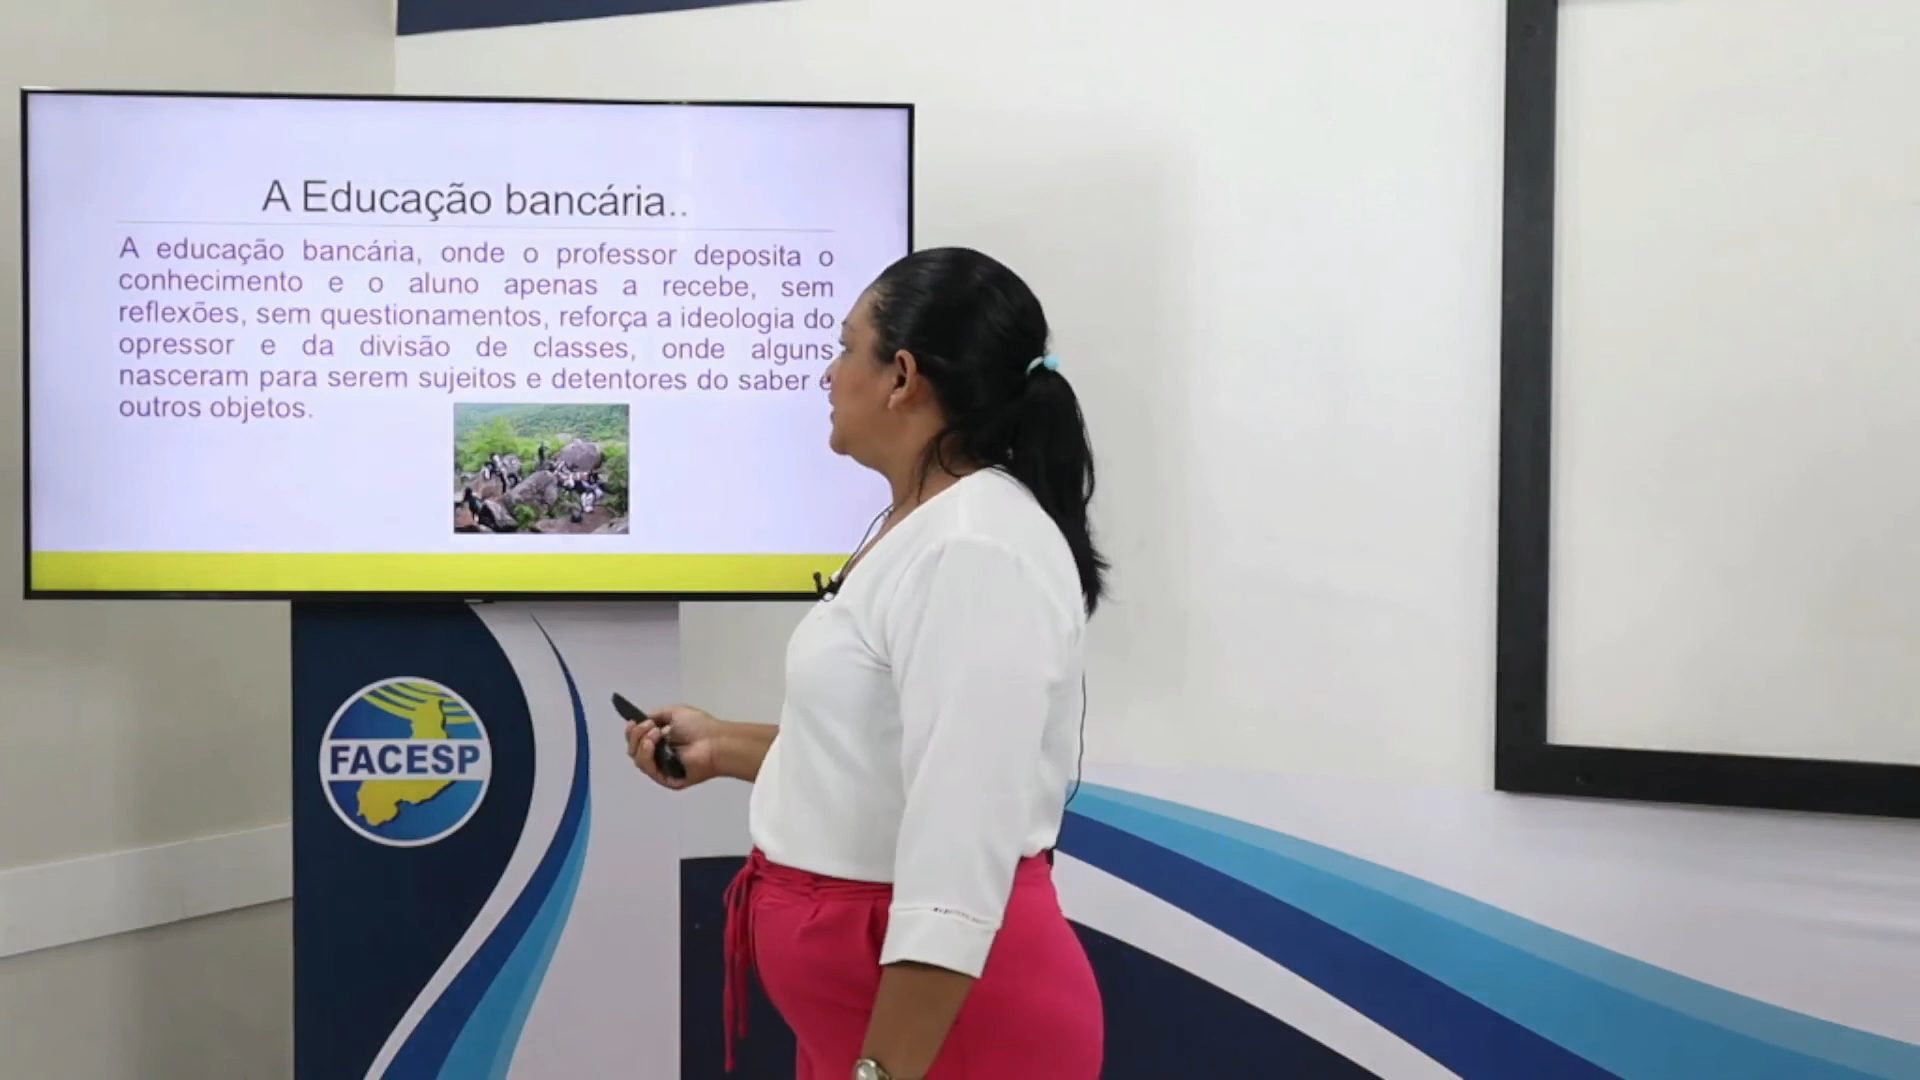 A Educação bancária..
A educação bancária, onde o professor deposita o
conhecimento e o aluno apenas a recebe, sem
reflexões, sem questionamentos, reforça a ideologia do
opressor e da divisão de classes, onde alguns
nasceram para serem sujeitos e detentores do saber e
outros objetos.
FACESP